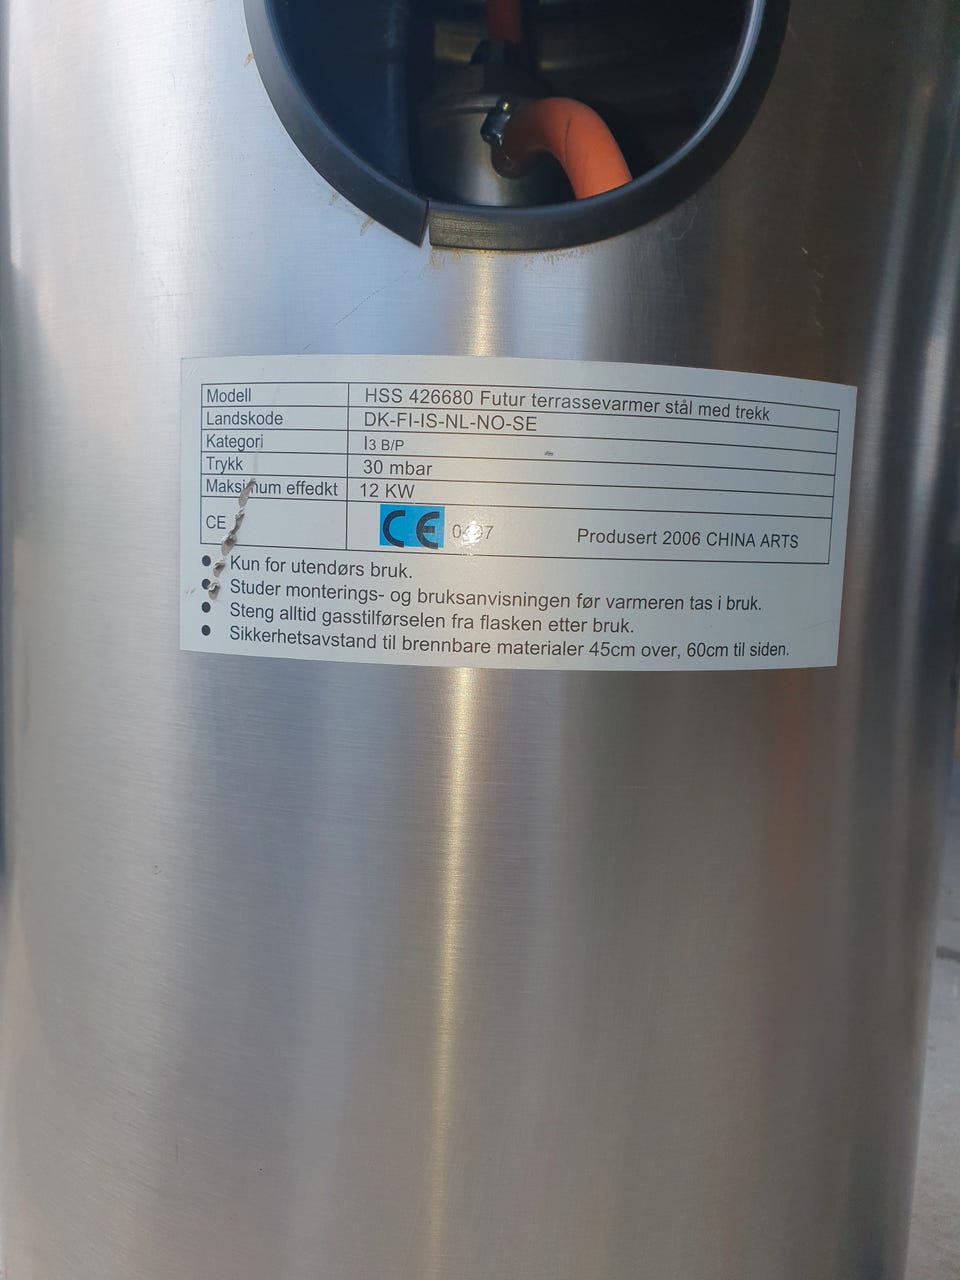 Modell HSS 426680 Futur terrassevarmer stål med trekk
Landskode DK-FI-IS-NL-NO-SE
Kategori I3 B/P
Trykk 30 mbar
Maksimum effedkt 12 KW
CE CE Produsert 2006 CHINA ARTS
• Kun for utendørs bruk.
• Studer monterings- og bruksanvisningen før varmeren tas i bruk.
• Steng alltid gasstilførselen fra flasken etter bruk.
• Sikkerhetsavstand til brennbare materialer 45cm over, 60cm til siden.